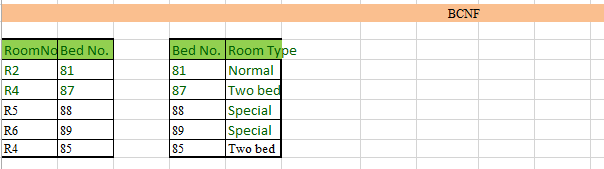 BCNF
RoomNo Bed No. Bed No. Room Type
R2 81 81 Normal
R4 87 87 Two bed
R5 88 88 Special
R6 89 89 Special
R4 85 85 Two bed